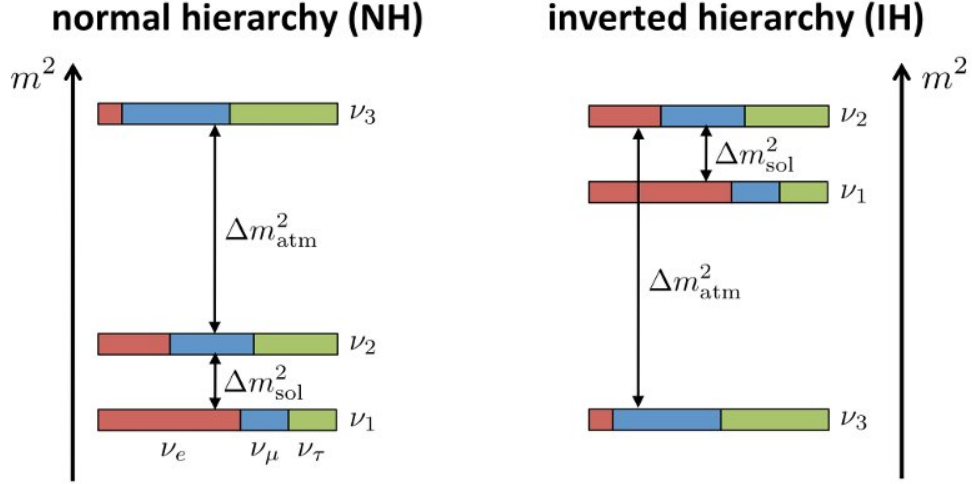 normal hierarchy (NH)
m²
ν₃
Δm²atm
ν₂
Δm²sol
ν₁
νe νμ ντ
inverted hierarchy (IH)
m²
ν₂
Δm²sol
ν₁
Δm²atm
ν₃